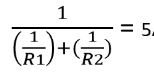 1/((1/R1)+(1/R2)) = 5